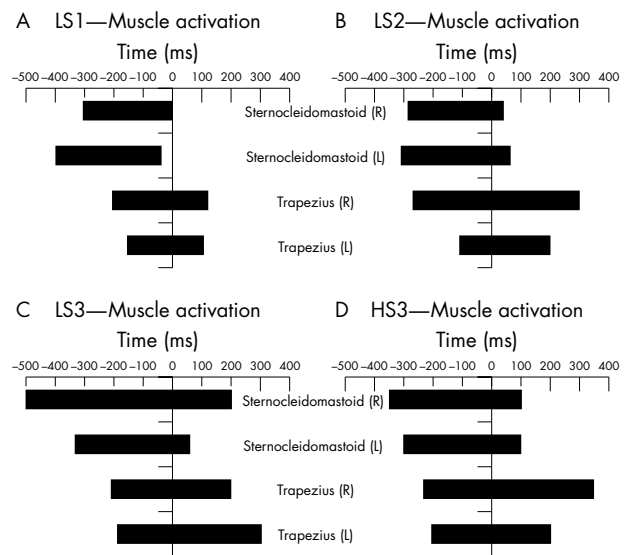 A LS1—Muscle activation
Time (ms)
–500 –400 –300 –200 –100 0 100 200 300 400
B LS2—Muscle activation
Time (ms)
–500 –400 –300 –200 –100 0 100 200 300 400
Sternocleidomastoid (R)
Sternocleidomastoid (L)
Trapezius (R)
Trapezius (L)
C LS3—Muscle activation
Time (ms)
–500 –400 –300 –200 –100 0 100 200 300 400
D HS3—Muscle activation
Time (ms)
–500 –400 –300 –200 –100 0 100 200 300 400
Sternocleidomastoid (R)
Sternocleidomastoid (L)
Trapezius (R)
Trapezius (L)